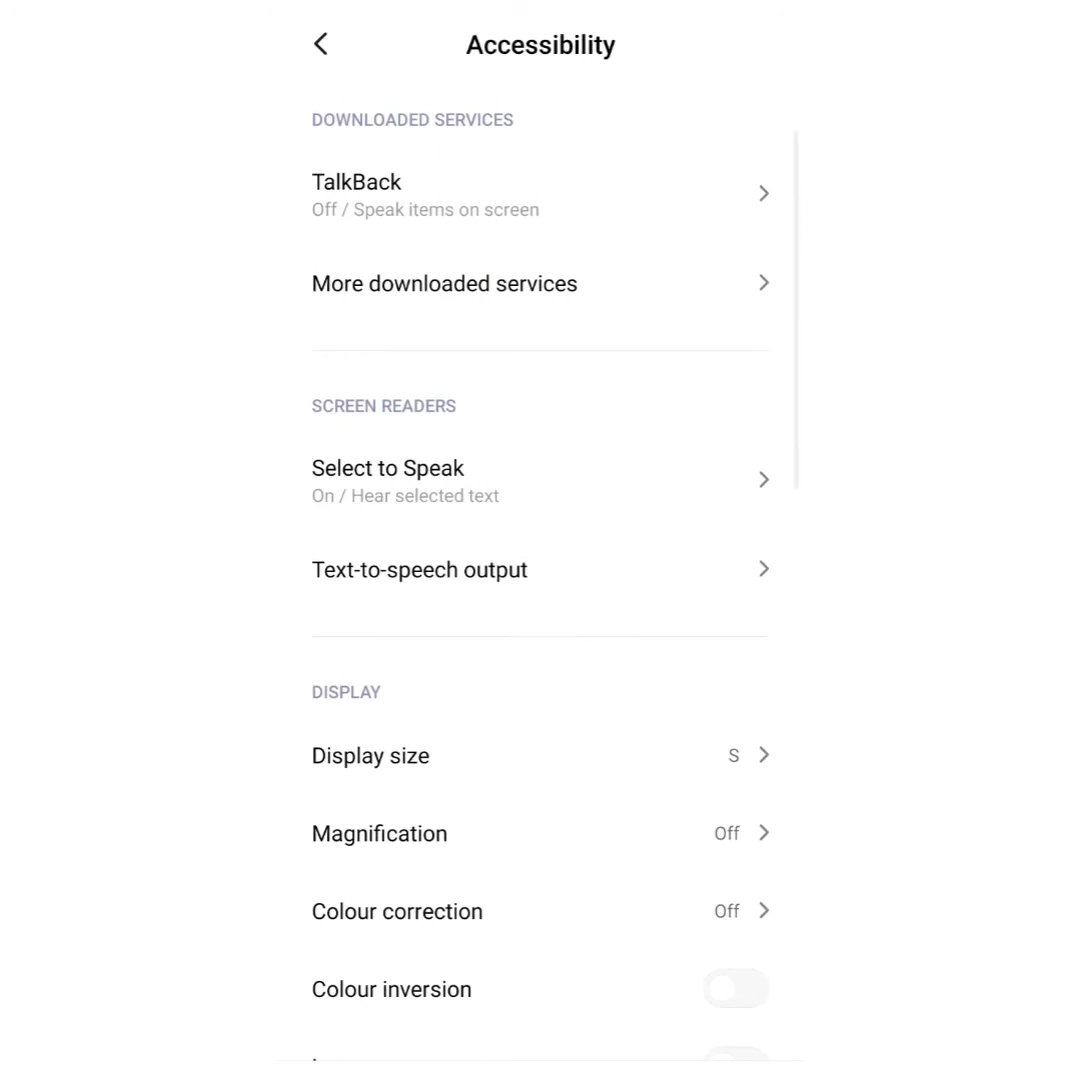 Accessibility
DOWNLOADED SERVICES
TalkBack
Off / Speak items on screen
More downloaded services
SCREEN READERS
Select to Speak
On / Hear selected text
Text-to-speech output
DISPLAY
Display size S
Magnification Off
Colour correction Off
Colour inversion